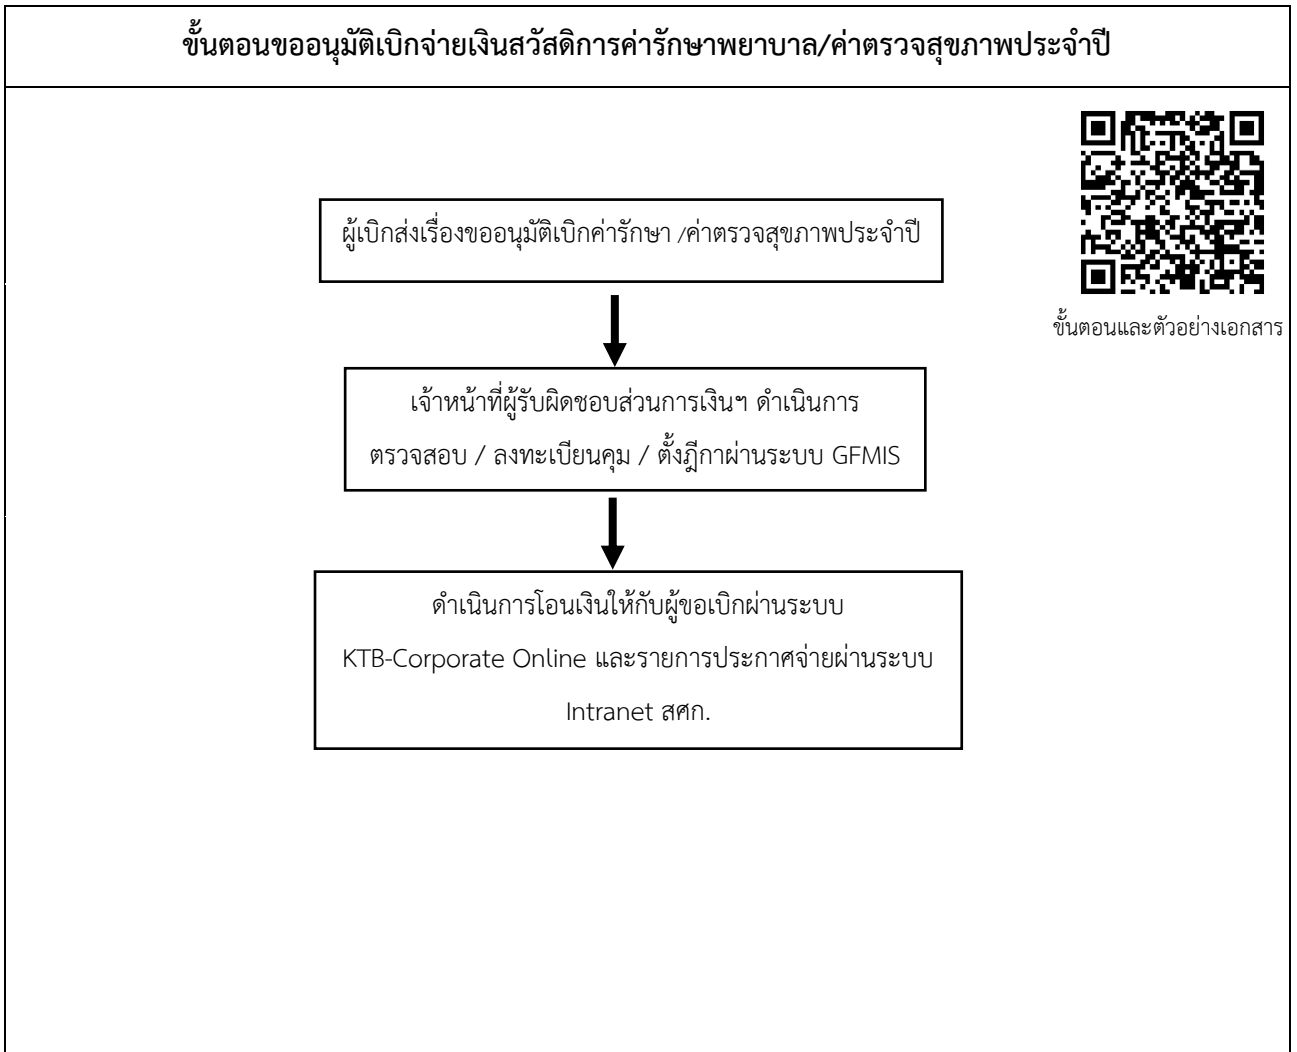 ขั้นตอนขออนุมัติเบิกจ่ายเงินสวัสดิการค่ารักษาพยาบาล/ค่าตรวจสุขภาพประจำปี
ผู้เบิกส่งเรื่องขออนุมัติเบิกค่ารักษา /ค่าตรวจสุขภาพประจำปี
ขั้นตอนและตัวอย่างเอกสาร
เจ้าหน้าที่ผู้รับผิดชอบส่วนการเงินฯ ดำเนินการ
ตรวจสอบ / ลงทะเบียนคุม / ตั้งฎีกาผ่านระบบ GFMIS
ดำเนินการโอนเงินให้กับผู้ขอเบิกผ่านระบบ
KTB-Corporate Online และรายการประกาศจ่ายผ่านระบบ
Intranet สศก.